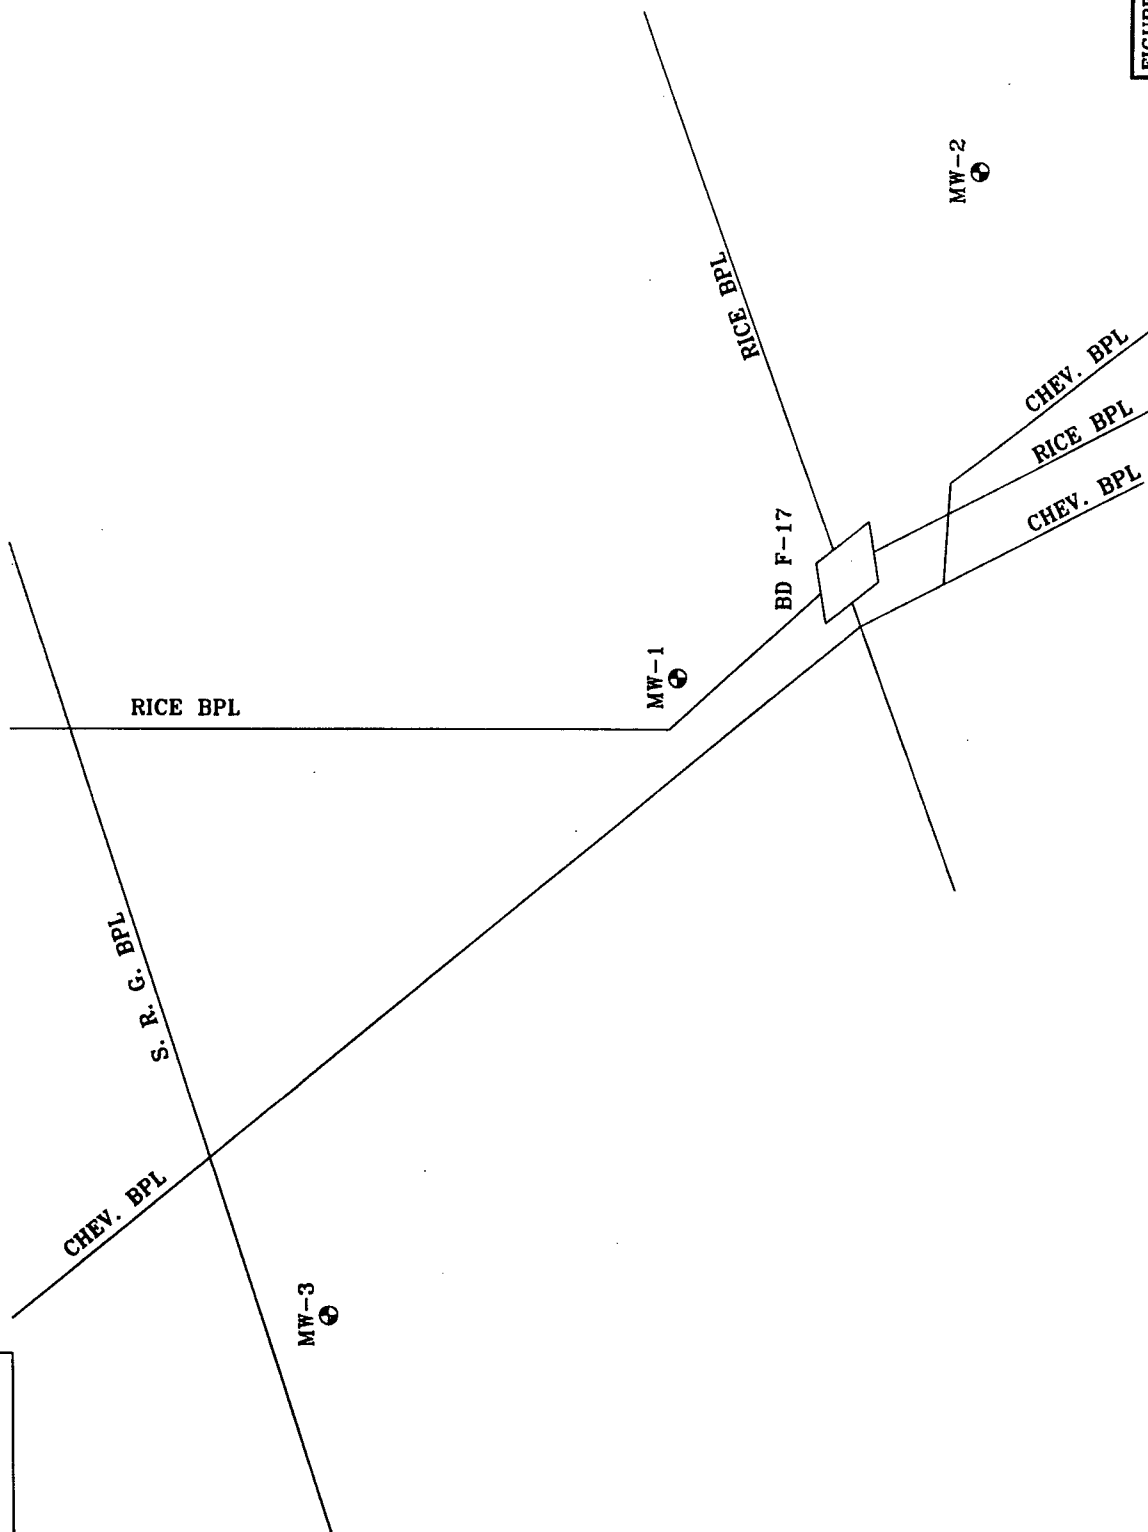 FIGURE
MW-2
RICE BPL
CHEV. BPL
RICE BPL
CHEV. BPL
BD F-17
MW-1
RICE BPL
S. R. G. BPL
CHEV. BPL
MW-3